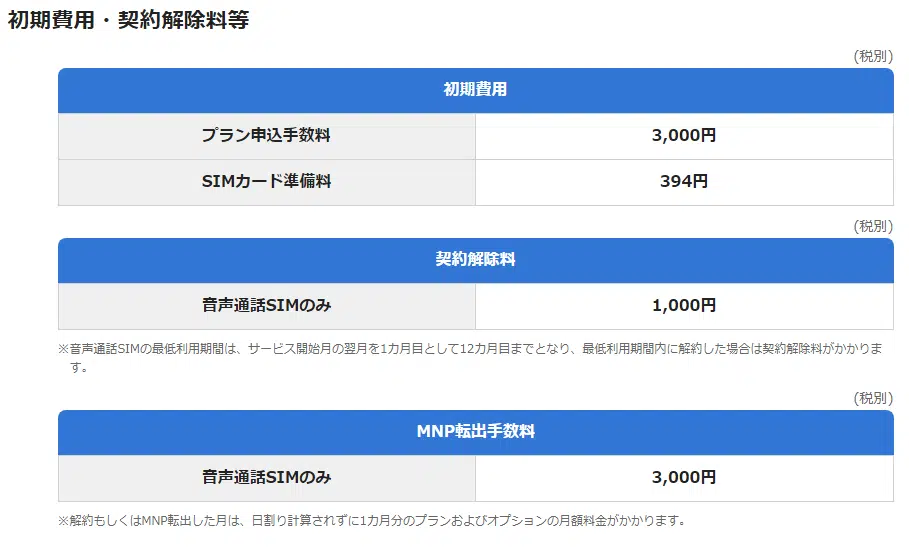 初期費用・契約解除料等
(税別)
初期費用
プラン申込手数料 3,000円
SIMカード準備料 394円
(税別)
契約解除料
音声通話SIMのみ 1,000円
※音声通話SIMの最低利用期間は、サービス開始月の翌月を1カ月目として12カ月目までとなり、最低利用期間内に解約した場合は契約解除料がかかりま
す。
(税別)
MNP転出手数料
音声通話SIMのみ 3,000円
※解約もしくはMNP転出した月は、日割り計算されずに1カ月分のプランおよびオプションの月額料金がかかります。